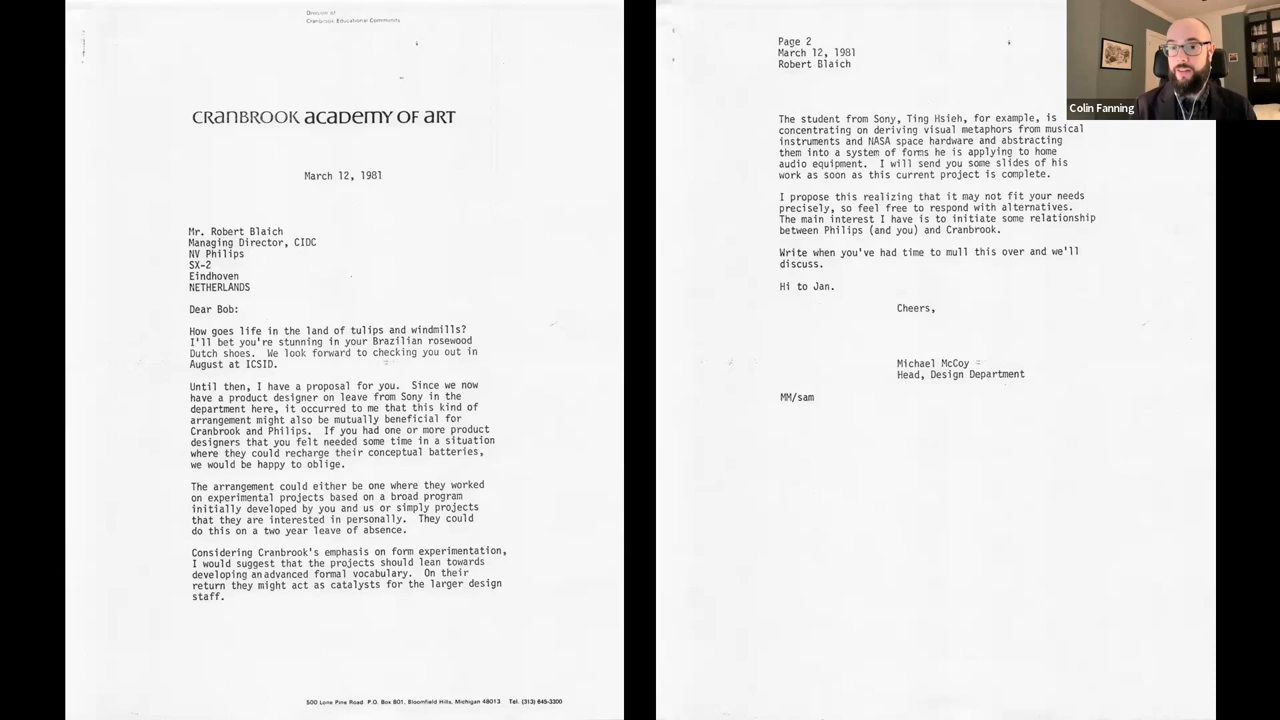 Division of
Cranbrook Educational Community
CRANBROOK ACADEMY OF ART
March 12, 1981
Mr. Robert Blaich
Managing Director, CIDC
NV Philips
SX-2
Eindhoven
NETHERLANDS
Dear Bob:
How goes life in the land of tulips and windmills?
I'll bet you're stunning in your Brazilian rosewood
Dutch shoes. We look forward to checking you out in
August at ICSID.
Until then, I have a proposal for you. Since we now
have a product designer on leave from Sony in the
department here, it occurred to me that this kind of
arrangement might also be mutually beneficial for
Cranbrook and Philips. If you had one or more product
designers that you felt needed some time in a situation
where they could recharge their conceptual batteries,
we would be happy to oblige.
The arrangement could either be one where they worked
on experimental projects based on a broad program
initially developed by you and us or simply projects
that they are interested in personally. They could
do this on a two year leave of absence.
Considering Cranbrook's emphasis on form experimentation,
I would suggest that the projects should lean towards
developing an advanced formal vocabulary. On their
return they might act as catalysts for the larger design
staff.
500 Lone Pine Road P.O. Box 801, Bloomfield Hills, Michigan 48013 Tel. (313) 645-3300
Page 2
March 12, 1981
Robert Blaich
The student from Sony, Ting Hsieh, for example, is
concentrating on deriving visual metaphors from musical
instruments and NASA space hardware and abstracting
them into a system of forms he is applying to home
audio equipment. I will send you some slides of his
work as soon as this current project is complete.
I propose this realizing that it may not fit your needs
precisely, so feel free to respond with alternatives.
The main interest I have is to initiate some relationship
between Philips (and you) and Cranbrook.
Write when you've had time to mull this over and we'll
discuss.
Hi to Jan.
Cheers,
Michael McCoy
Head, Design Department
MM/sam
Colin Fanning